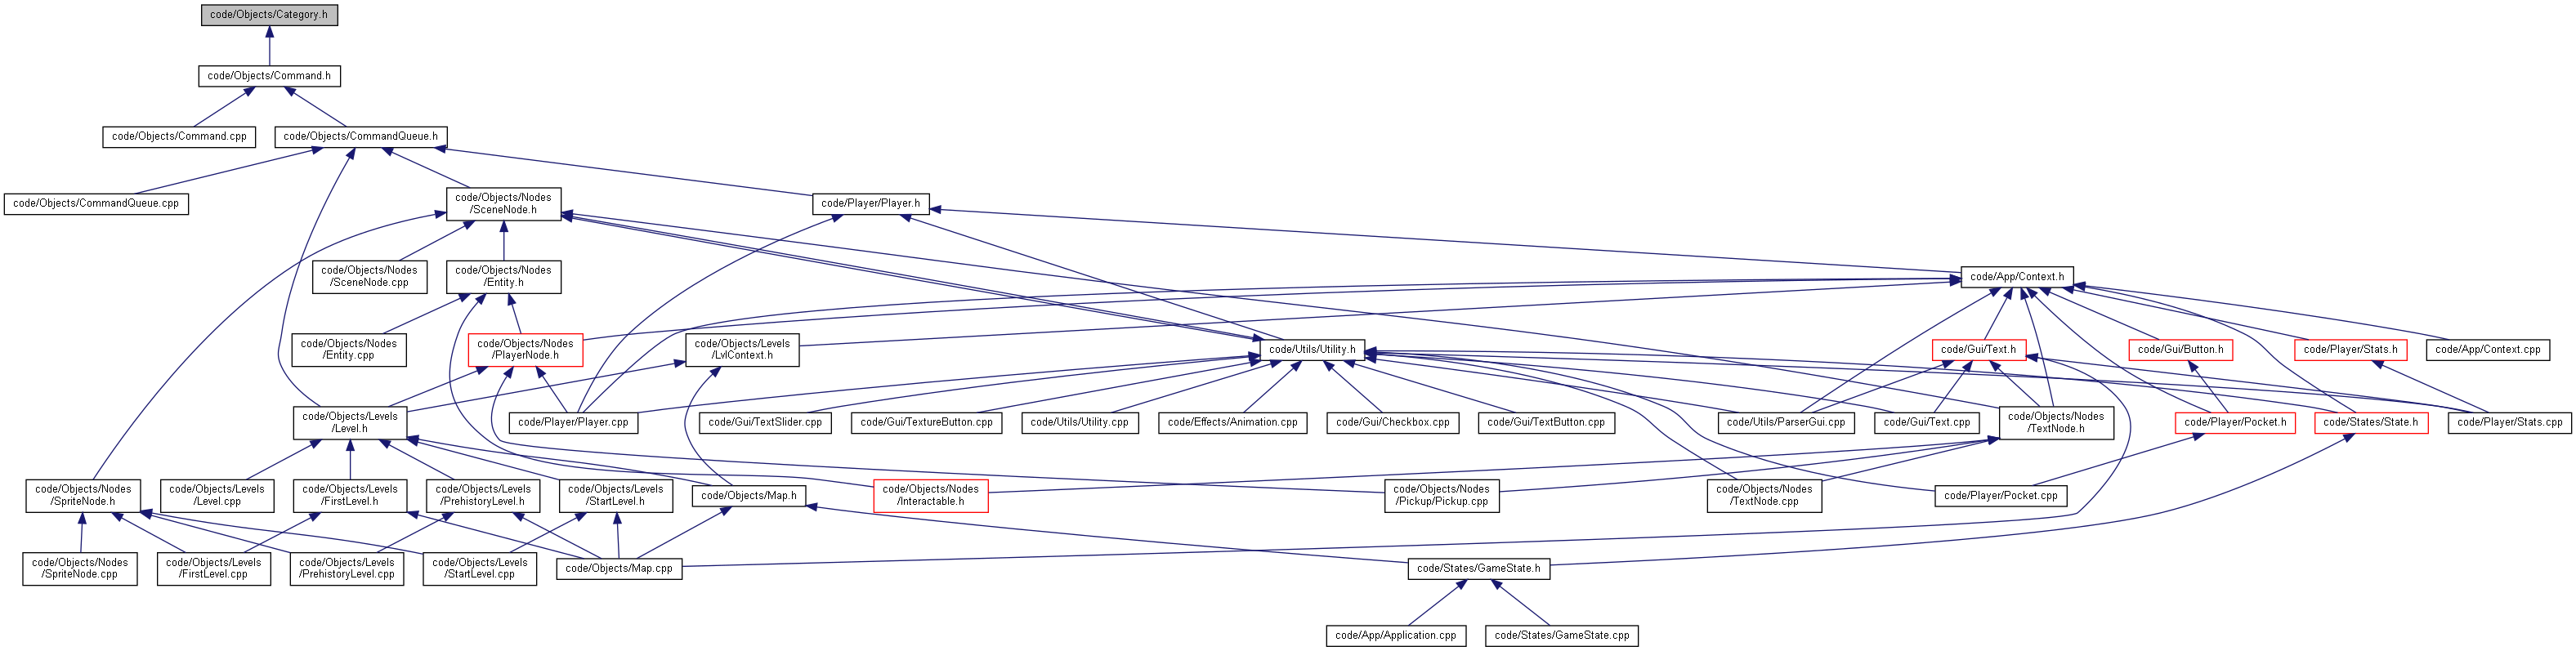 code/Objects/Category.h
code/Objects/Command.h
code/Objects/Command.cpp
code/Objects/CommandQueue.h
code/Objects/CommandQueue.cpp
code/Objects/Nodes
/SceneNode.h
code/Player/Player.h
code/Objects/Nodes
/SceneNode.cpp
code/Objects/Nodes
/Entity.h
code/App/Context.h
code/Objects/Nodes
/Entity.cpp
code/Objects/Nodes
/PlayerNode.h
code/Objects/Levels
/LvlContext.h
code/Utils/Utility.h
code/Gui/Text.h
code/Gui/Button.h
code/Player/Stats.h
code/App/Context.cpp
code/Objects/Levels
/Level.h
code/Player/Player.cpp
code/Gui/TextSlider.cpp
code/Gui/TextureButton.cpp
code/Utils/Utility.cpp
code/Effects/Animation.cpp
code/Gui/Checkbox.cpp
code/Gui/TextButton.cpp
code/Utils/ParserGui.cpp
code/Gui/Text.cpp
code/Objects/Nodes
/TextNode.h
code/Player/Pocket.h
code/States/State.h
code/Player/Stats.cpp
code/Objects/Nodes
/SpriteNode.h
code/Objects/Levels
/Level.cpp
code/Objects/Levels
/FirstLevel.h
code/Objects/Levels
/PrehistoryLevel.h
code/Objects/Levels
/StartLevel.h
code/Objects/Map.h
code/Objects/Nodes
/Interactable.h
code/Objects/Nodes
/Pickup/Pickup.cpp
code/Objects/Nodes
/TextNode.cpp
code/Player/Pocket.cpp
code/Objects/Nodes
/SpriteNode.cpp
code/Objects/Levels
/FirstLevel.cpp
code/Objects/Levels
/PrehistoryLevel.cpp
code/Objects/Levels
/StartLevel.cpp
code/Objects/Map.cpp
code/States/GameState.h
code/App/Application.cpp
code/States/GameState.cpp